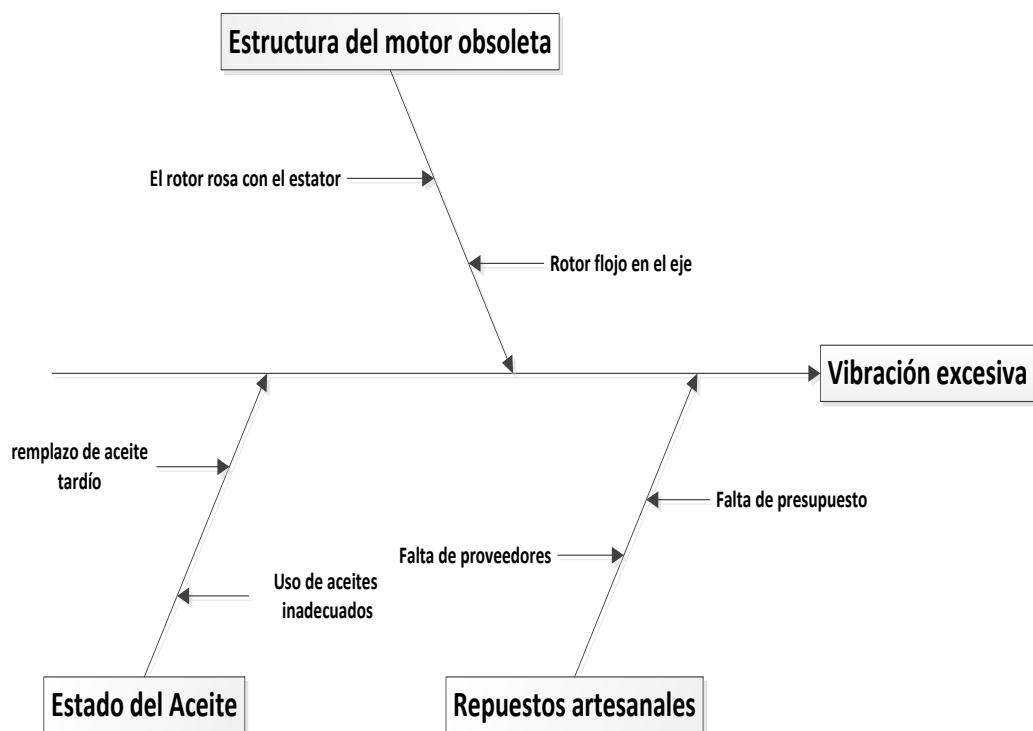 Estructura del motor obsoleta
El rotor rosa con el estator
Rotor flojo en el eje
Vibración excesiva
remplazo de aceite
tardío
Falta de presupuesto
Falta de proveedores
Uso de aceites
inadecuados
Estado del Aceite
Repuestos artesanales